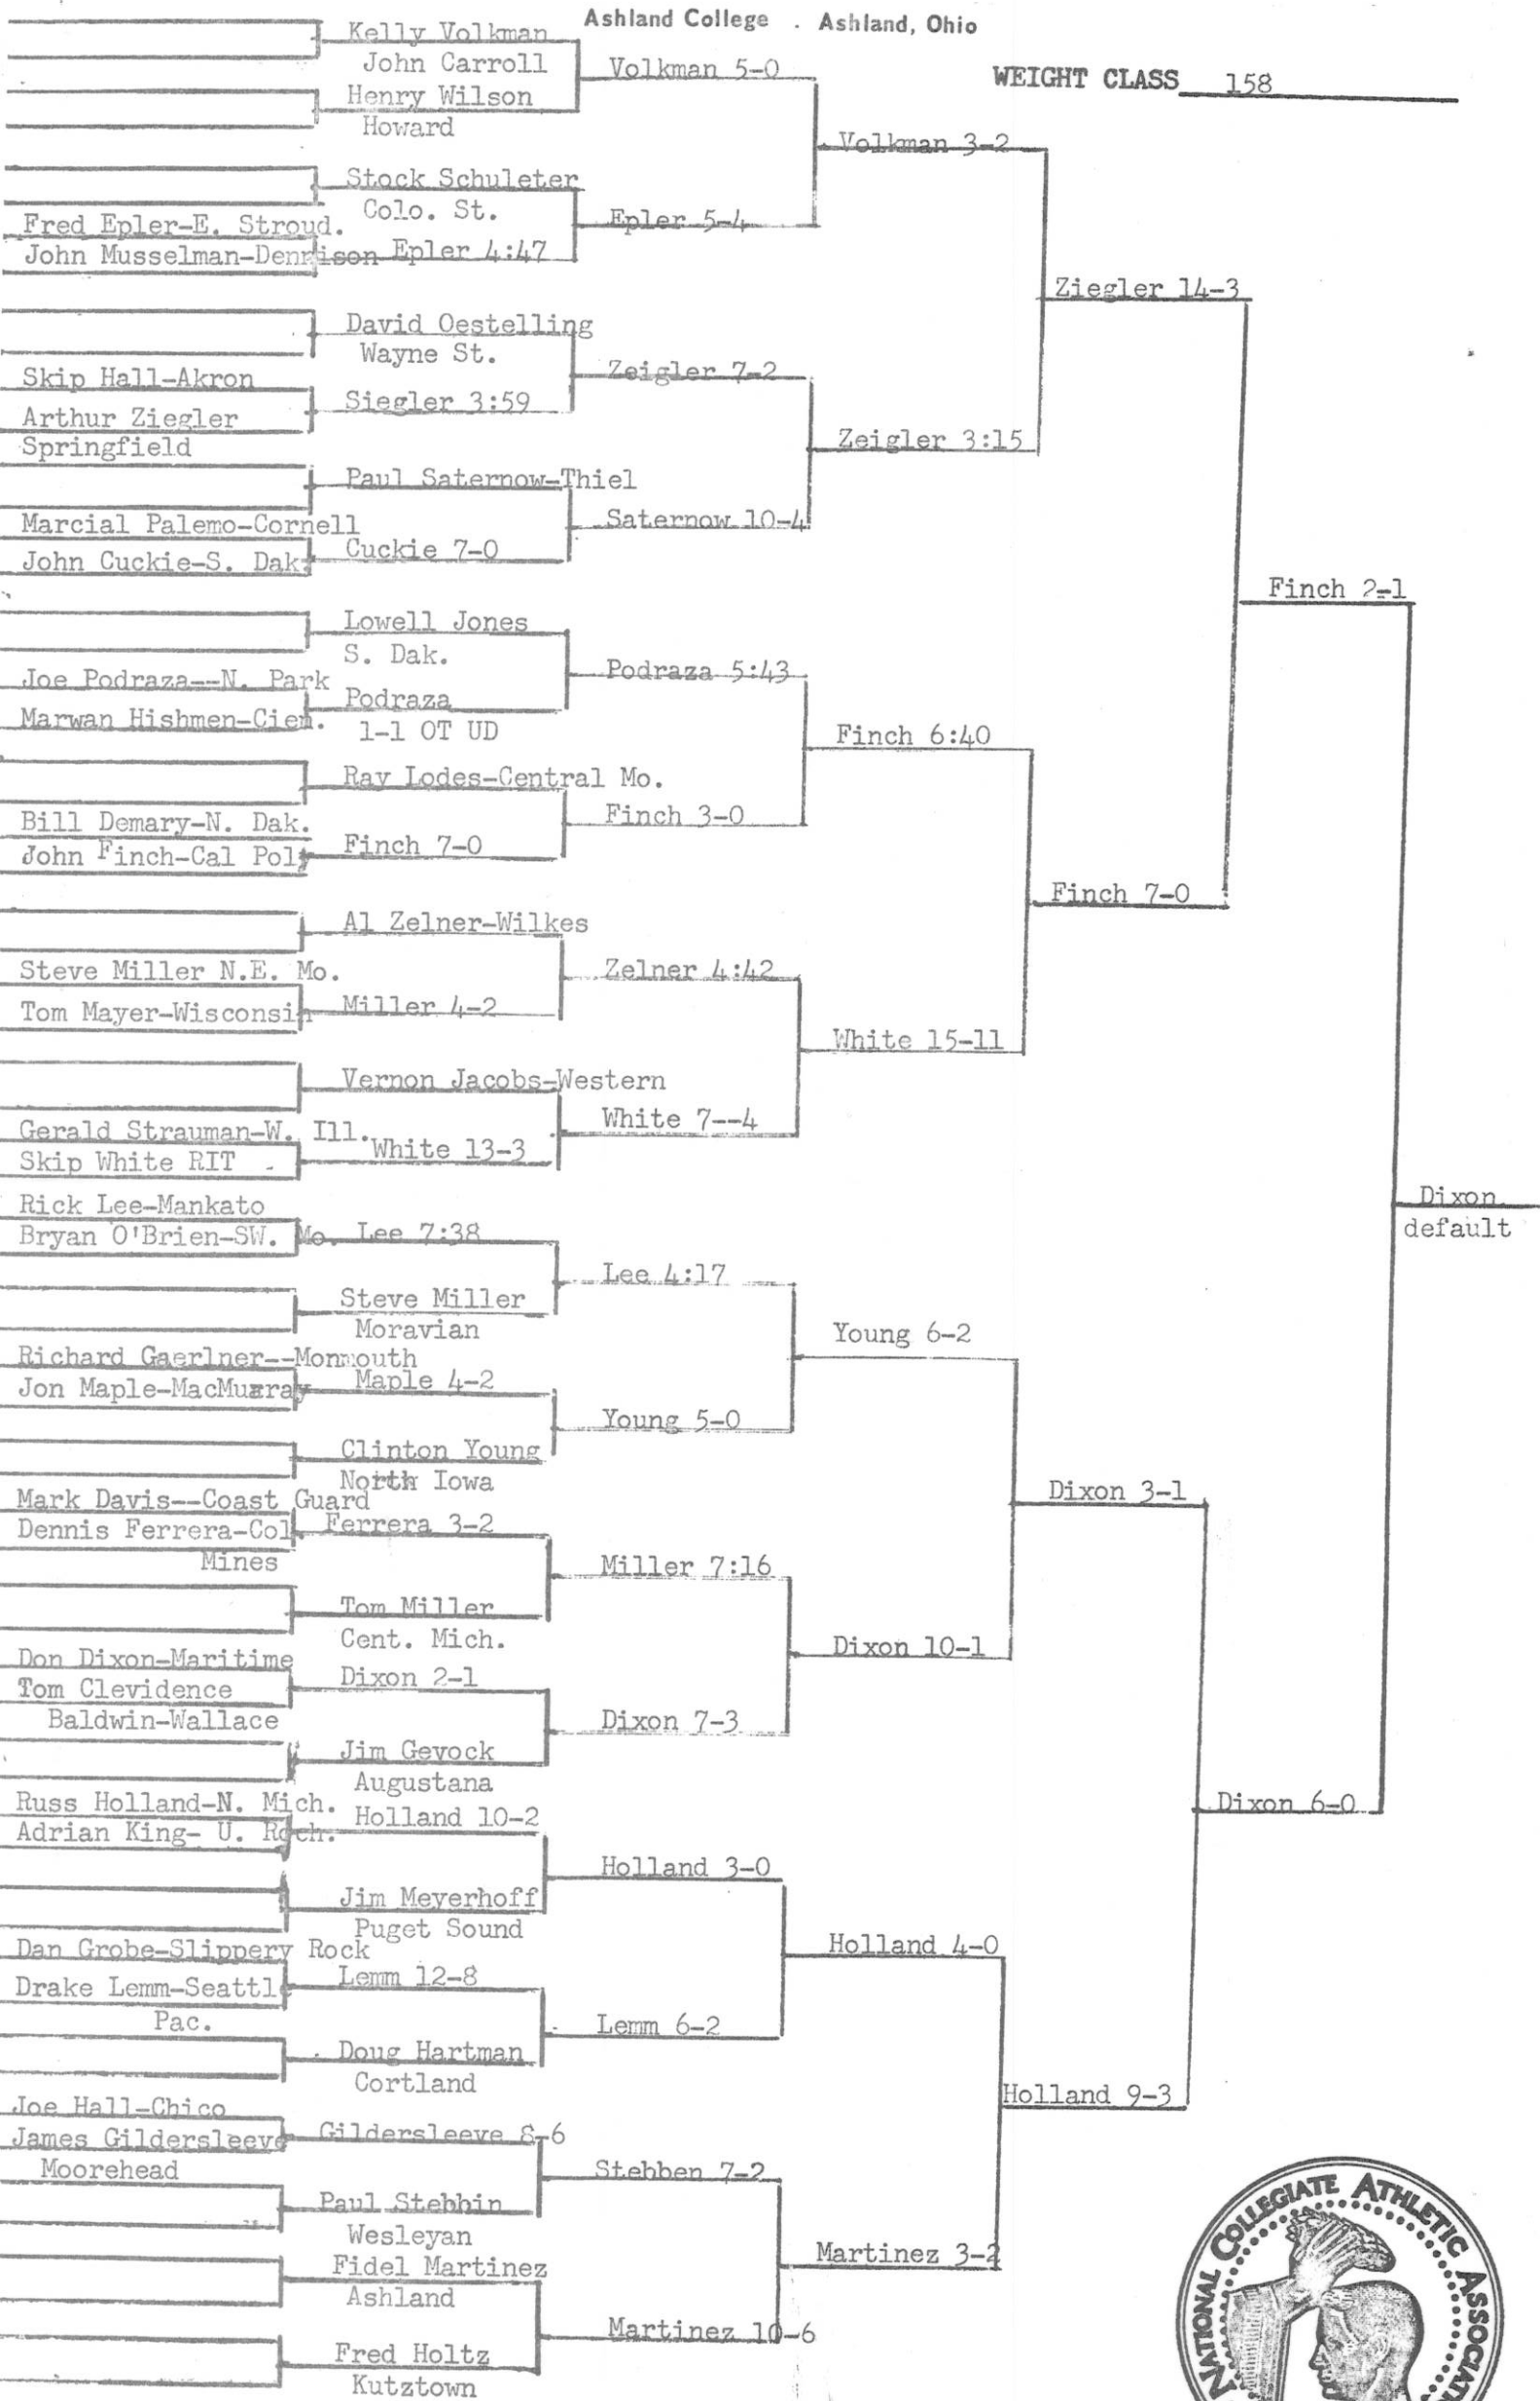 Ashland College . Ashland, Ohio
WEIGHT CLASS 158
Kelly Volkman
John Carroll
Volkman 5-0
Henry Wilson
Howard
Volkman 3-2
Stock Schuleter
Colo. St.
Fred Epler-E. Stroud.
Epler 5-4
John Musselman-Dennison Epler 4:47
Ziegler 14-3
David Oestelling
Wayne St.
Skip Hall-Akron
Zeigler 7-2
Siegler 3:59
Arthur Ziegler
Springfield
Zeigler 3:15
Paul Saternow-Thiel
Marcial Palemo-Cornell
Saternow 10-4
Cuckie 7-0
John Cuckie-S. Dak.
Finch 2-1
Lowell Jones
S. Dak.
Joe Podraza--N. Park
Podraza 5:43
Podraza
Marwan Hishmen-Ciem.
1-1 OT UD
Finch 6:40
Ray Lodes-Central Mo.
Bill Demary-N. Dak.
Finch 3-0
John Finch-Cal Poly
Finch 7-0
Finch 7-0
Al Zelner-Wilkes
Steve Miller N.E. Mo.
Zelner 4:42
Tom Mayer-Wisconsin
Miller 4-2
White 15-11
Vernon Jacobs-Western
Gerald Strauman-W. Ill.
White 7--4
Skip White RIT
White 13-3
Rick Lee-Mankato
Dixon
default
Bryan O'Brien-SW. Mo. Lee 7:38
Lee 4:17
Steve Miller
Moravian
Young 6-2
Richard Gaerlner--Monmouth
Jon Maple-MacMurray
Maple 4-2
Young 5-0
Clinton Young
North Iowa
Mark Davis--Coast Guard
Dixon 3-1
Dennis Ferrera-Col.
Mines
Ferrera 3-2
Miller 7:16
Tom Miller
Cent. Mich.
Dixon 10-1
Don Dixon-Maritime
Dixon 2-1
Tom Clevidence
Baldwin-Wallace
Dixon 7-3
Jim Gevock
Augustana
Russ Holland-N. Mich.
Dixon 6-0
Holland 10-2
Adrian King- U. Roch.
Holland 3-0
Jim Meyerhoff
Puget Sound
Dan Grobe-Slippery Rock
Holland 4-0
Lemm 12-8
Drake Lemm-Seattle
Pac.
Lemm 6-2
Doug Hartman
Cortland
Holland 9-3
Joe Hall-Chico
James Gildersleeve
Moorehead
Gildersleeve 8-6
Stebben 7-2
Paul Stebbin
Wesleyan
Martinez 3-2
Fidel Martinez
Ashland
Martinez 10-6
Fred Holtz
Kutztown
NATIONAL COLLEGIATE ATHLETIC ASSOCIATI